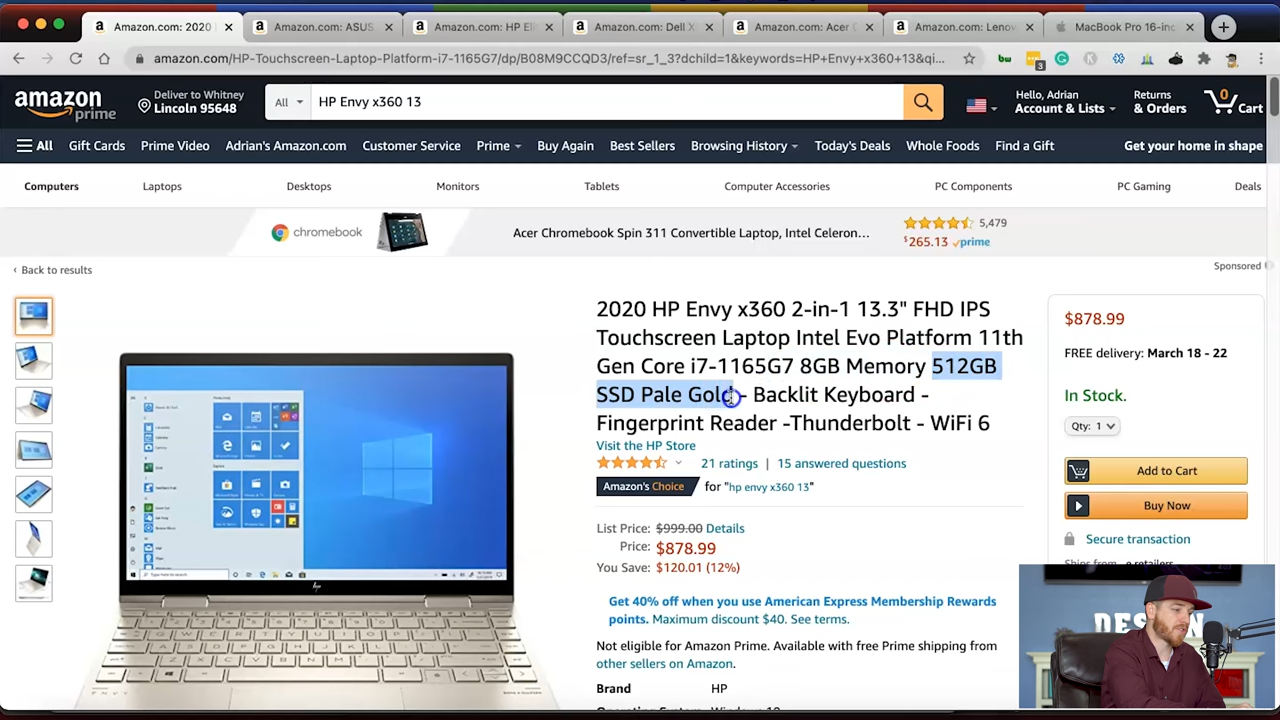 Amazon.com: 2020
Amazon.com: ASUS
Amazon.com: HP El
Amazon.com: Dell X
Amazon.com: Acer
Amazon.com: Lenov
MacBook Pro 16-inc
amazon.com/HP-Touchscreen-Laptop-Platform-i7-1165G7/dp/B08M9CCQD3/ref=sr_1_3?dchild=1&keywords=HP+Envy+x360+13&qi...
3
amazon
prime
Deliver to Whitney
Lincoln 95648
All
HP Envy x360 13
Hello, Adrian
Account & Lists
Returns
& Orders
0
Cart
All
Gift Cards
Prime Video
Adrian's Amazon.com
Customer Service
Prime
Buy Again
Best Sellers
Browsing History
Today's Deals
Whole Foods
Find a Gift
Get your home in shape
Computers
Laptops
Desktops
Monitors
Tablets
Computer Accessories
PC Components
PC Gaming
Deals
chromebook
Acer Chromebook Spin 311 Convertible Laptop, Intel Celeron...
5,479
$265.13 prime
‹ Back to results
Sponsored
2020 HP Envy x360 2-in-1 13.3" FHD IPS
Touchscreen Laptop Intel Evo Platform 11th
Gen Core i7-1165G7 8GB Memory 512GB
SSD Pale Gold - Backlit Keyboard -
Fingerprint Reader -Thunderbolt - WiFi 6
Visit the HP Store
21 ratings | 15 answered questions
Amazon's Choice for "hp envy x360 13"
List Price: $999.00 Details
Price: $878.99
You Save: $120.01 (12%)
Get 40% off when you use American Express Membership Rewards
points. Maximum discount $40. See terms.
Not eligible for Amazon Prime. Available with free Prime shipping from
other sellers on Amazon.
Brand HP
Operating System Windows 10
$878.99
FREE delivery: March 18 - 22
In Stock.
Qty: 1
Add to Cart
Buy Now
Secure transaction
hp